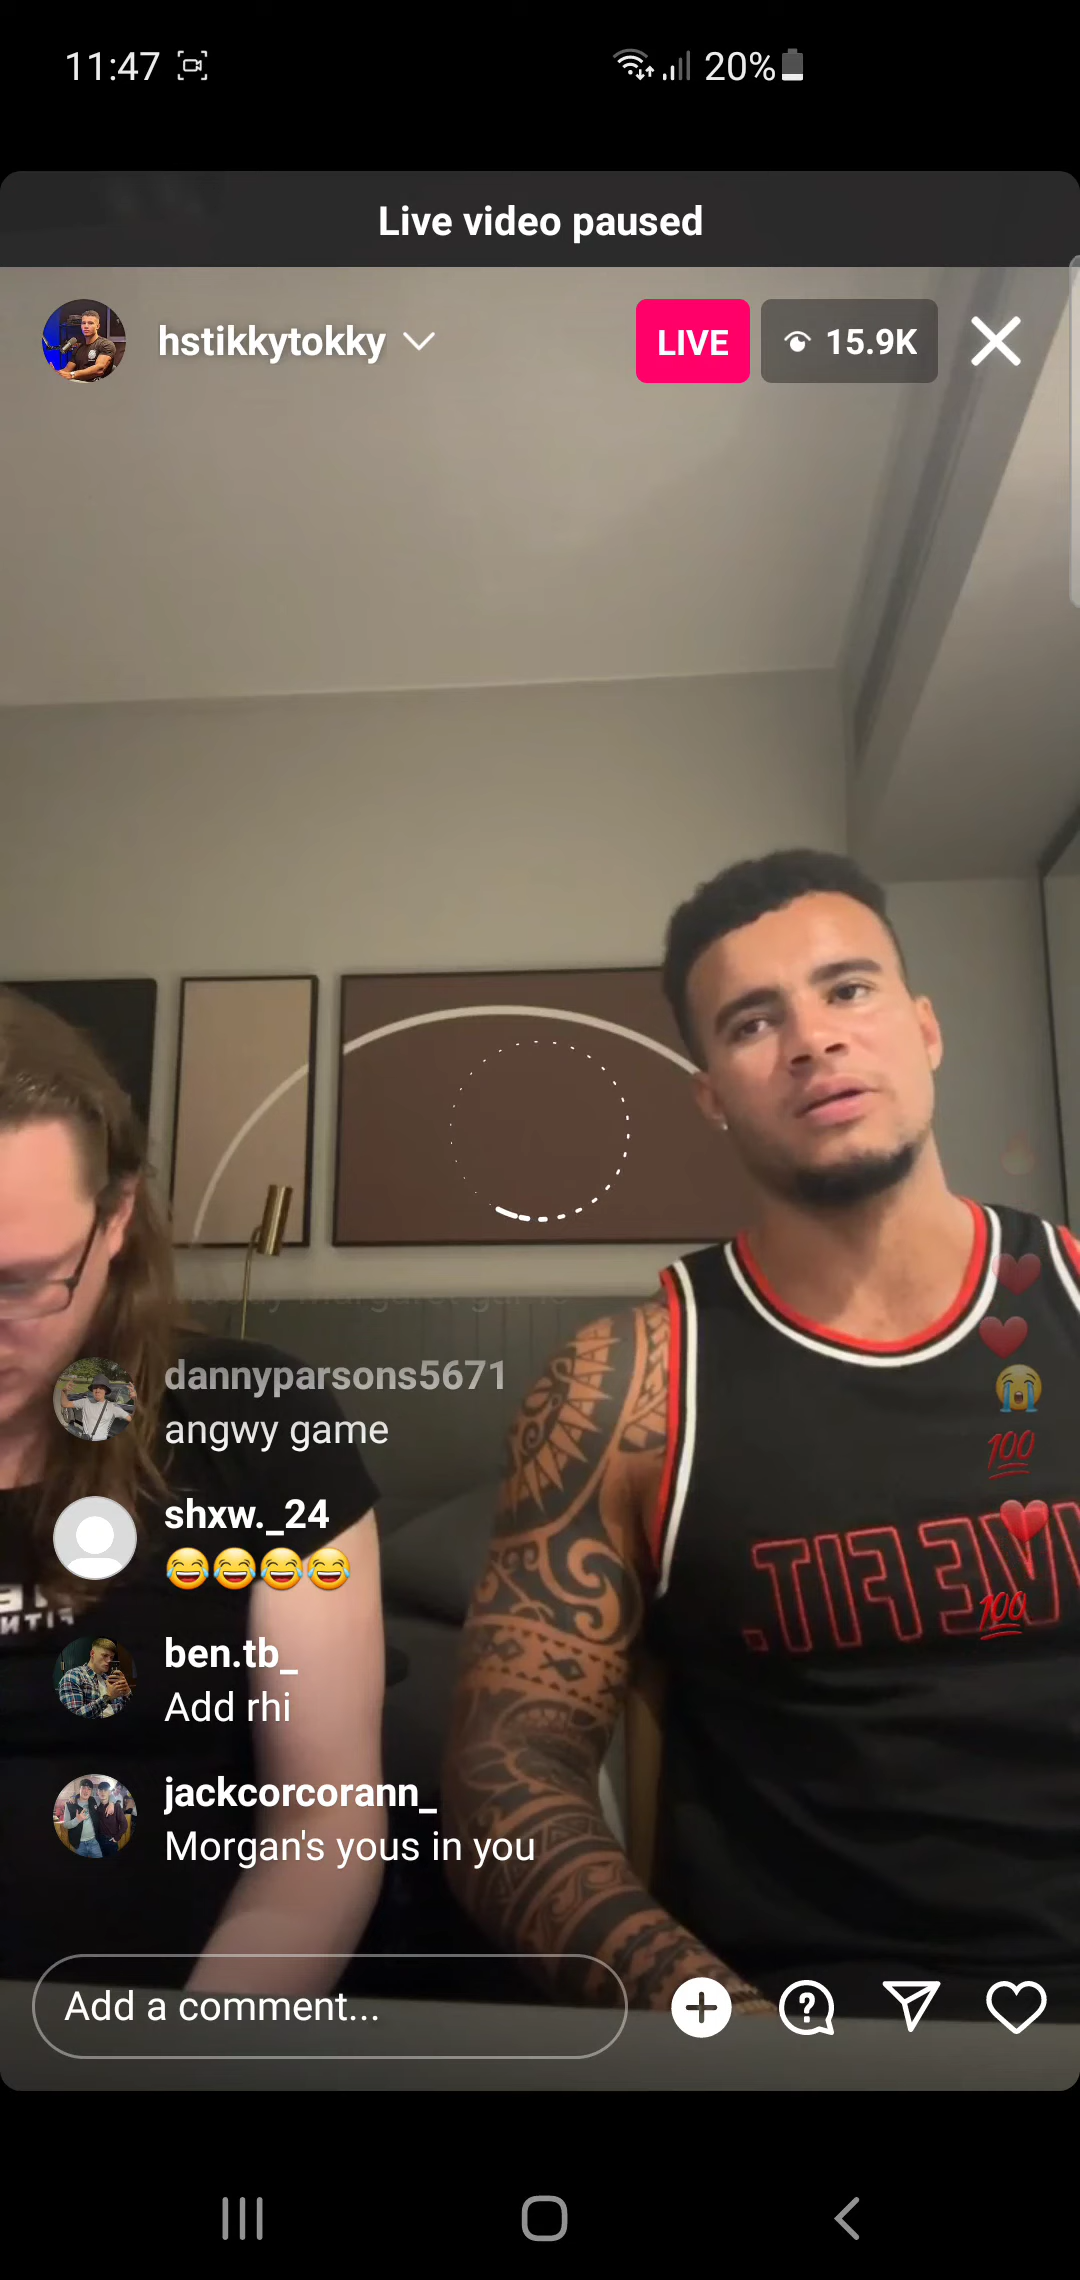 11:47
20%
Live video paused
hstikkytokky
LIVE
15.9K
dannyparsons5671
angwy game
shxw._24
😂😂😂😂
ben.tb_
Add rhi
jackcorcorann_
Morgan's yous in you
Add a comment...